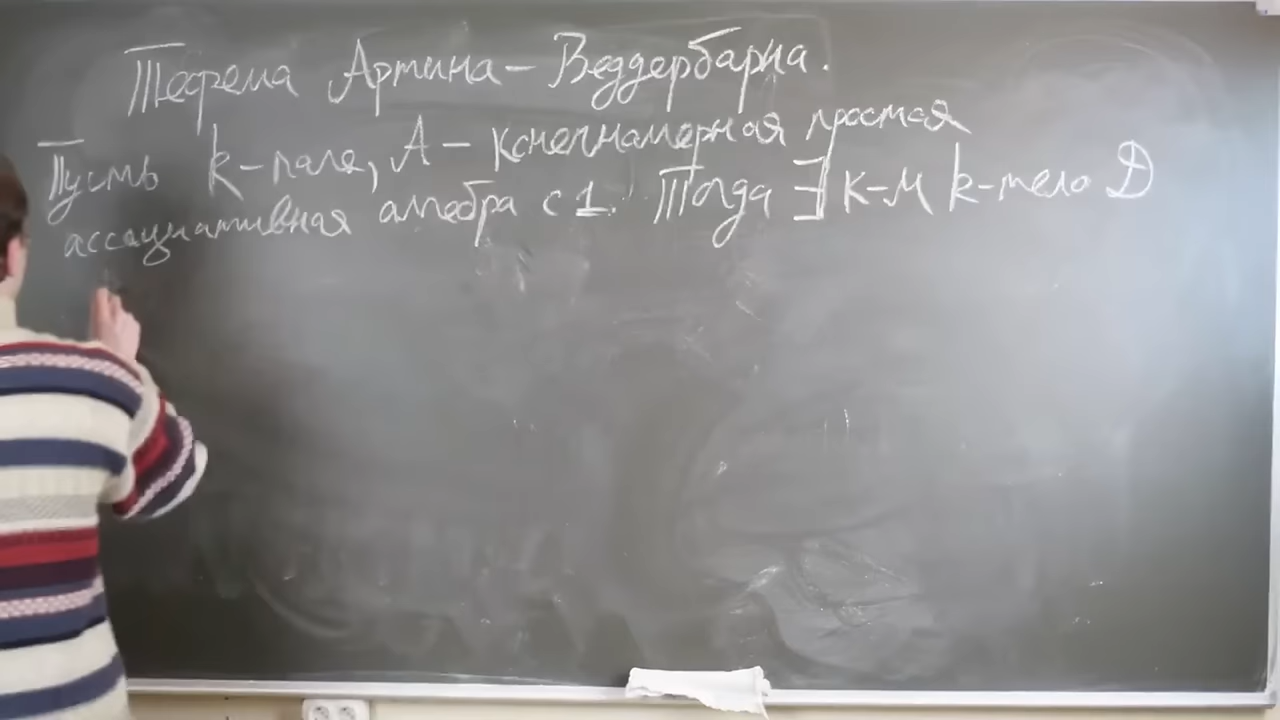 Теорема Артина – Веддербарна.
Пусть k-поле, A – конечномерная простая
ассоциативная алгебра с 1. Тогда ∃ к-м k-тело D